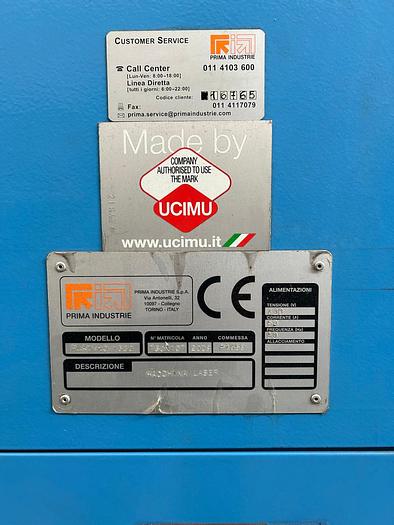 CUSTOMER SERVICE
PRIMA INDUSTRIE
Call Center 011 4103 600
[Lun-Ven: 8:00-18:00]
Linea Diretta
[tutti i giorni: 6:00-22:00]
Codice cliente:
Fax: 011 4117079
prima.service@primaindustrie.com
Made by
COMPANY
AUTHORISED TO USE
THE MARK
UCIMU
www.ucimu.it
PRIMA INDUSTRIE
PRIMA INDUSTRIE S.p.A.
Via Antonelli, 32
10097 - Collegno
TORINO - ITALY
CE
ALIMENTAZIONI
TENSIONE (V)
CORRENTE (A)
FREQUENZA (Hz)
ALLACCIAMENTO
MODELLO
N° MATRICOLA
ANNO
COMMESSA
DESCRIZIONE
LASER